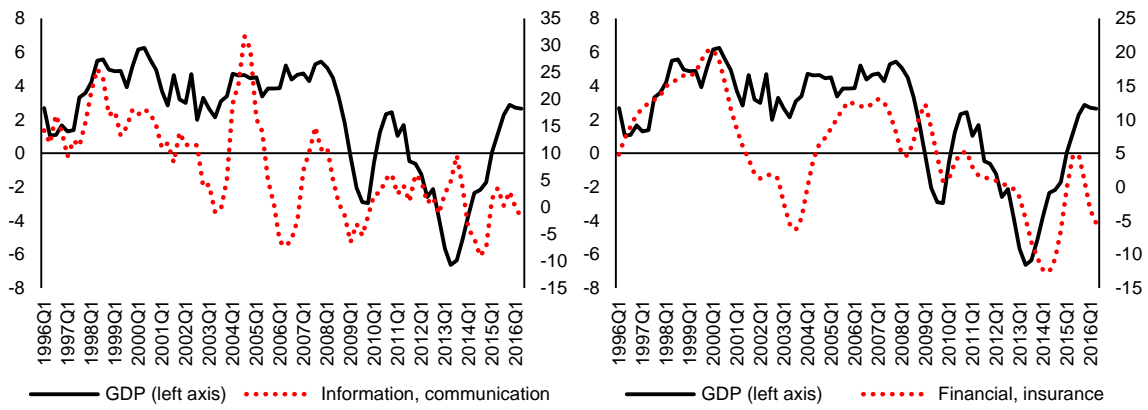 8
6
4
2
0
-2
-4
-6
-8
35
30
25
20
15
10
5
0
-5
-10
-15
1996Q1
1997Q1
1998Q1
1999Q1
2000Q1
2001Q1
2002Q1
2003Q1
2004Q1
2005Q1
2006Q1
2007Q1
2008Q1
2009Q1
2010Q1
2011Q1
2012Q1
2013Q1
2014Q1
2015Q1
2016Q1
GDP (left axis)
Information, communication
8
6
4
2
0
-2
-4
-6
-8
25
20
15
10
5
0
-5
-10
-15
1996Q1
1997Q1
1998Q1
1999Q1
2000Q1
2001Q1
2002Q1
2003Q1
2004Q1
2005Q1
2006Q1
2007Q1
2008Q1
2009Q1
2010Q1
2011Q1
2012Q1
2013Q1
2014Q1
2015Q1
2016Q1
GDP (left axis)
Financial, insurance